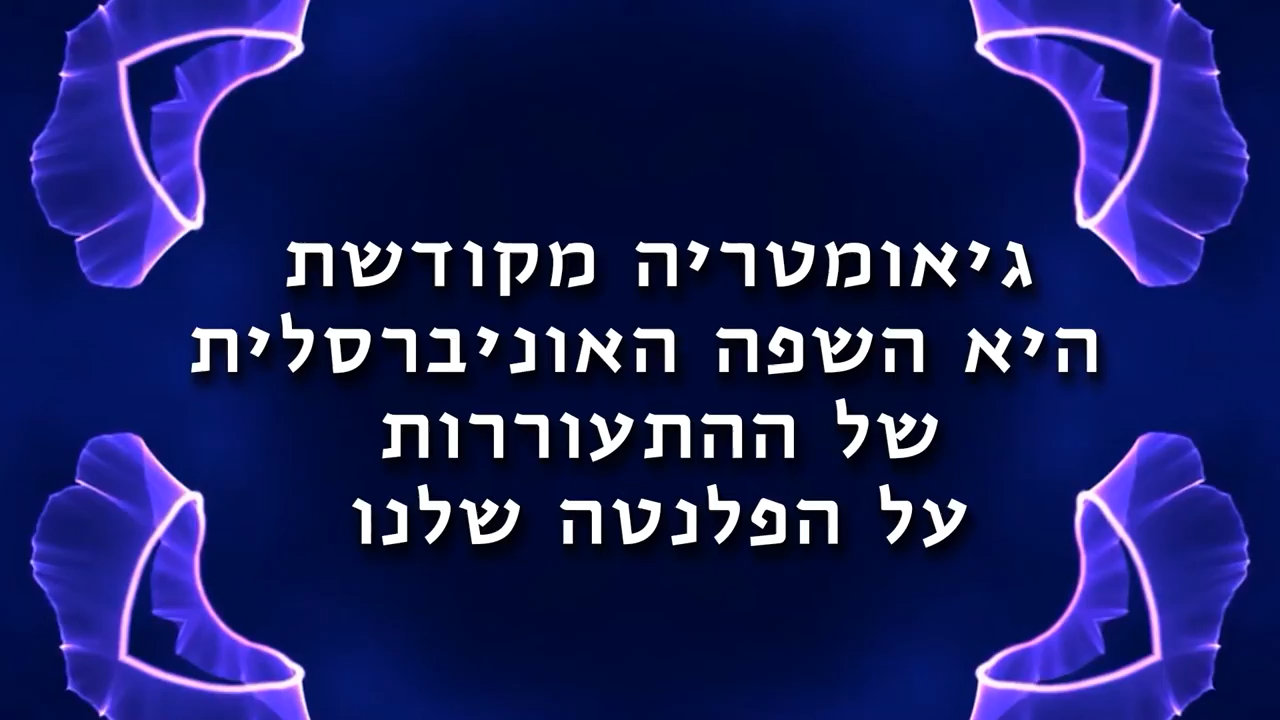 גיאומטריה מקודשת
היא השפה האוניברסלית
של ההתעוררות
על הפלנטה שלנו